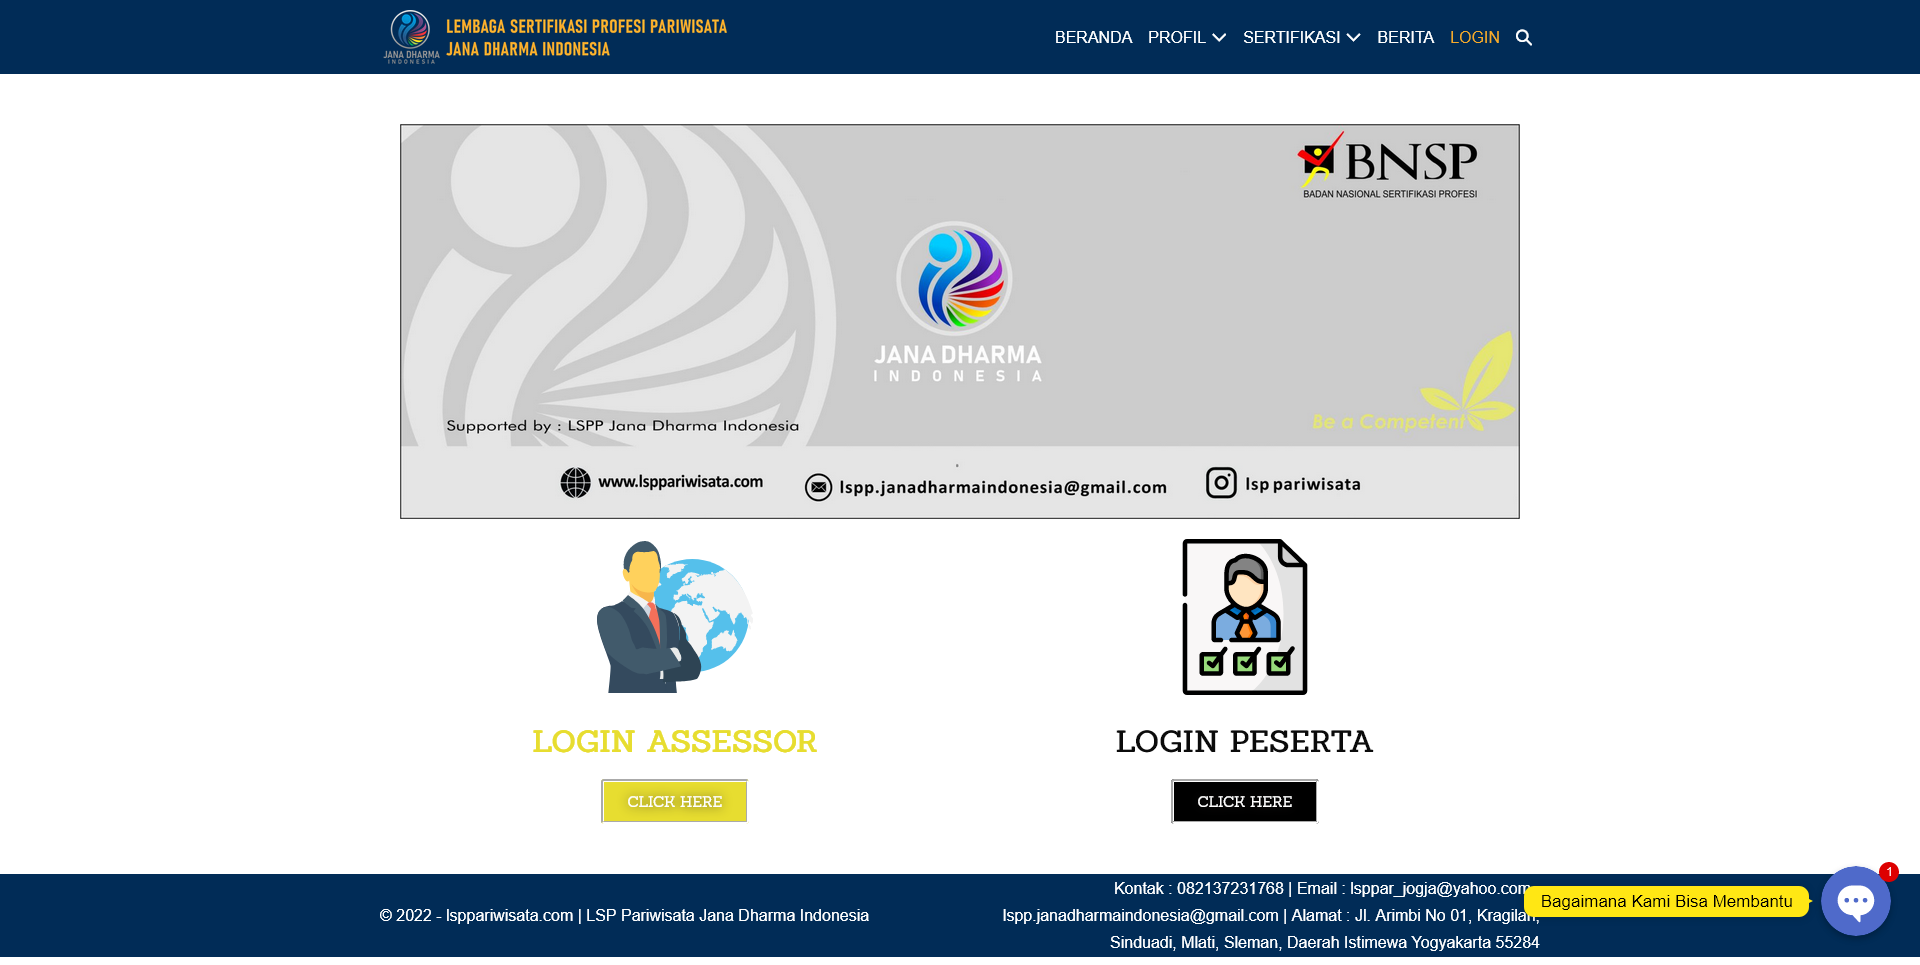 LEMBAGA SERTIFIKASI PROFESI PARIWISATA
JANA DHARMA INDONESIA
JANA DHARMA
INDONESIA
BERANDA PROFIL SERTIFIKASI BERITA LOGIN
BNSP
BADAN NASIONAL SERTIFIKASI PROFESI
JANA DHARMA
INDONESIA
Be a Competent
Supported by : LSPP Jana Dharma Indonesia
www.lsppariwisata.com
lspp.janadharmaindonesia@gmail.com
lsp pariwisata
LOGIN ASSESSOR
CLICK HERE
LOGIN PESERTA
CLICK HERE
© 2022 - lsppariwisata.com | LSP Pariwisata Jana Dharma Indonesia
Kontak : 082137231768 | Email : lsppar_jogja@yahoo.com
lspp.janadharmaindonesia@gmail.com | Alamat : Jl. Arimbi No 01, Kragilan,
Sinduadi, Mlati, Sleman, Daerah Istimewa Yogyakarta 55284
Bagaimana Kami Bisa Membantu
1